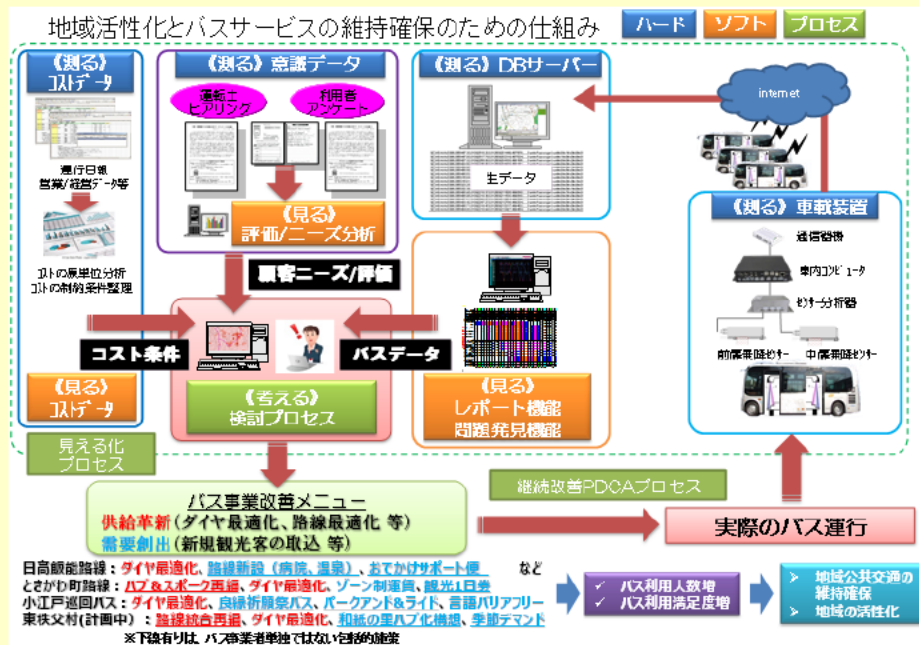 地域活性化とバスサービスの維持確保のための仕組み
ハード
ソフト
プロセス
《測る》
コストデータ
運行日報
営業/経営データ等
コストの原単位分析
コストの制約条件整理
《見る》
コストデータ
《測る》意識データ
運転士
ヒアリング
利用者
アンケート
《見る》
評価/ニーズ分析
顧客ニーズ/評価
コスト条件
バスデータ
《考える》
検討プロセス
《測る》DBサーバー
生データ
《見る》
レポート機能
問題発見機能
internet
《測る》車載装置
通信器機
車内コンピュータ
センサー分析器
前扉乗降センサー
中扉乗降センサー
見える化
プロセス
バス事業改善メニュー
供給革新(ダイヤ最適化、路線最適化 等)
需要創出(新規観光客の取込 等)
継続改善PDCAプロセス
実際のバス運行
日高飯能路線:ダイヤ最適化、路線新設(病院、温泉)、おでかけサポート便 など
ときがわ町路線:ハブ&スポーク再編、ダイヤ最適化、ゾーン制運賃、観光1日券
小江戸巡回バス:ダイヤ最適化、良縁祈願祭バス、パークアンド&ライド、言語バリアフリー
東秩父村(計画中):路線統合再編、ダイヤ最適化、和紙の里ハブ化構想、季節デマンド
※下線有りは、バス事業者単独ではない包括的施策
✓ バス利用人数増
✓ バス利用満足度増
➢ 地域公共交通の
維持確保
➢ 地域の活性化